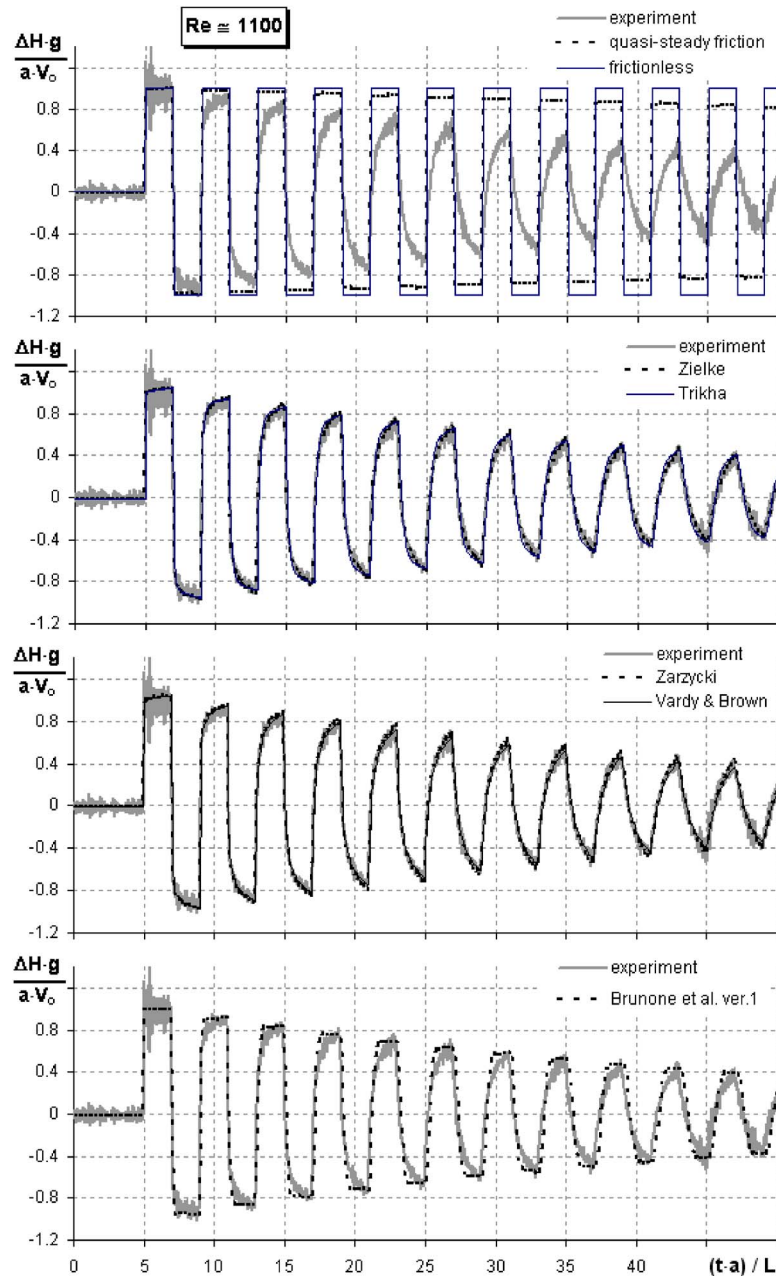 Re ≅ 1100
ΔH·g
a·Vₒ
experiment
quasi-steady friction
frictionless
0.8
0.4
0
-0.4
-0.8
-1.2
ΔH·g
a·Vₒ
experiment
Zielke
Trikha
0.8
0.4
0
-0.4
-0.8
-1.2
ΔH·g
a·Vₒ
experiment
Zarzycki
Vardy & Brown
0.8
0.4
0
-0.4
-0.8
-1.2
ΔH·g
a·Vₒ
experiment
Brunone et al. ver.1
0.8
0.4
0
-0.4
-0.8
-1.2
0 5 10 15 20 25 30 35 40 (t·a) / L